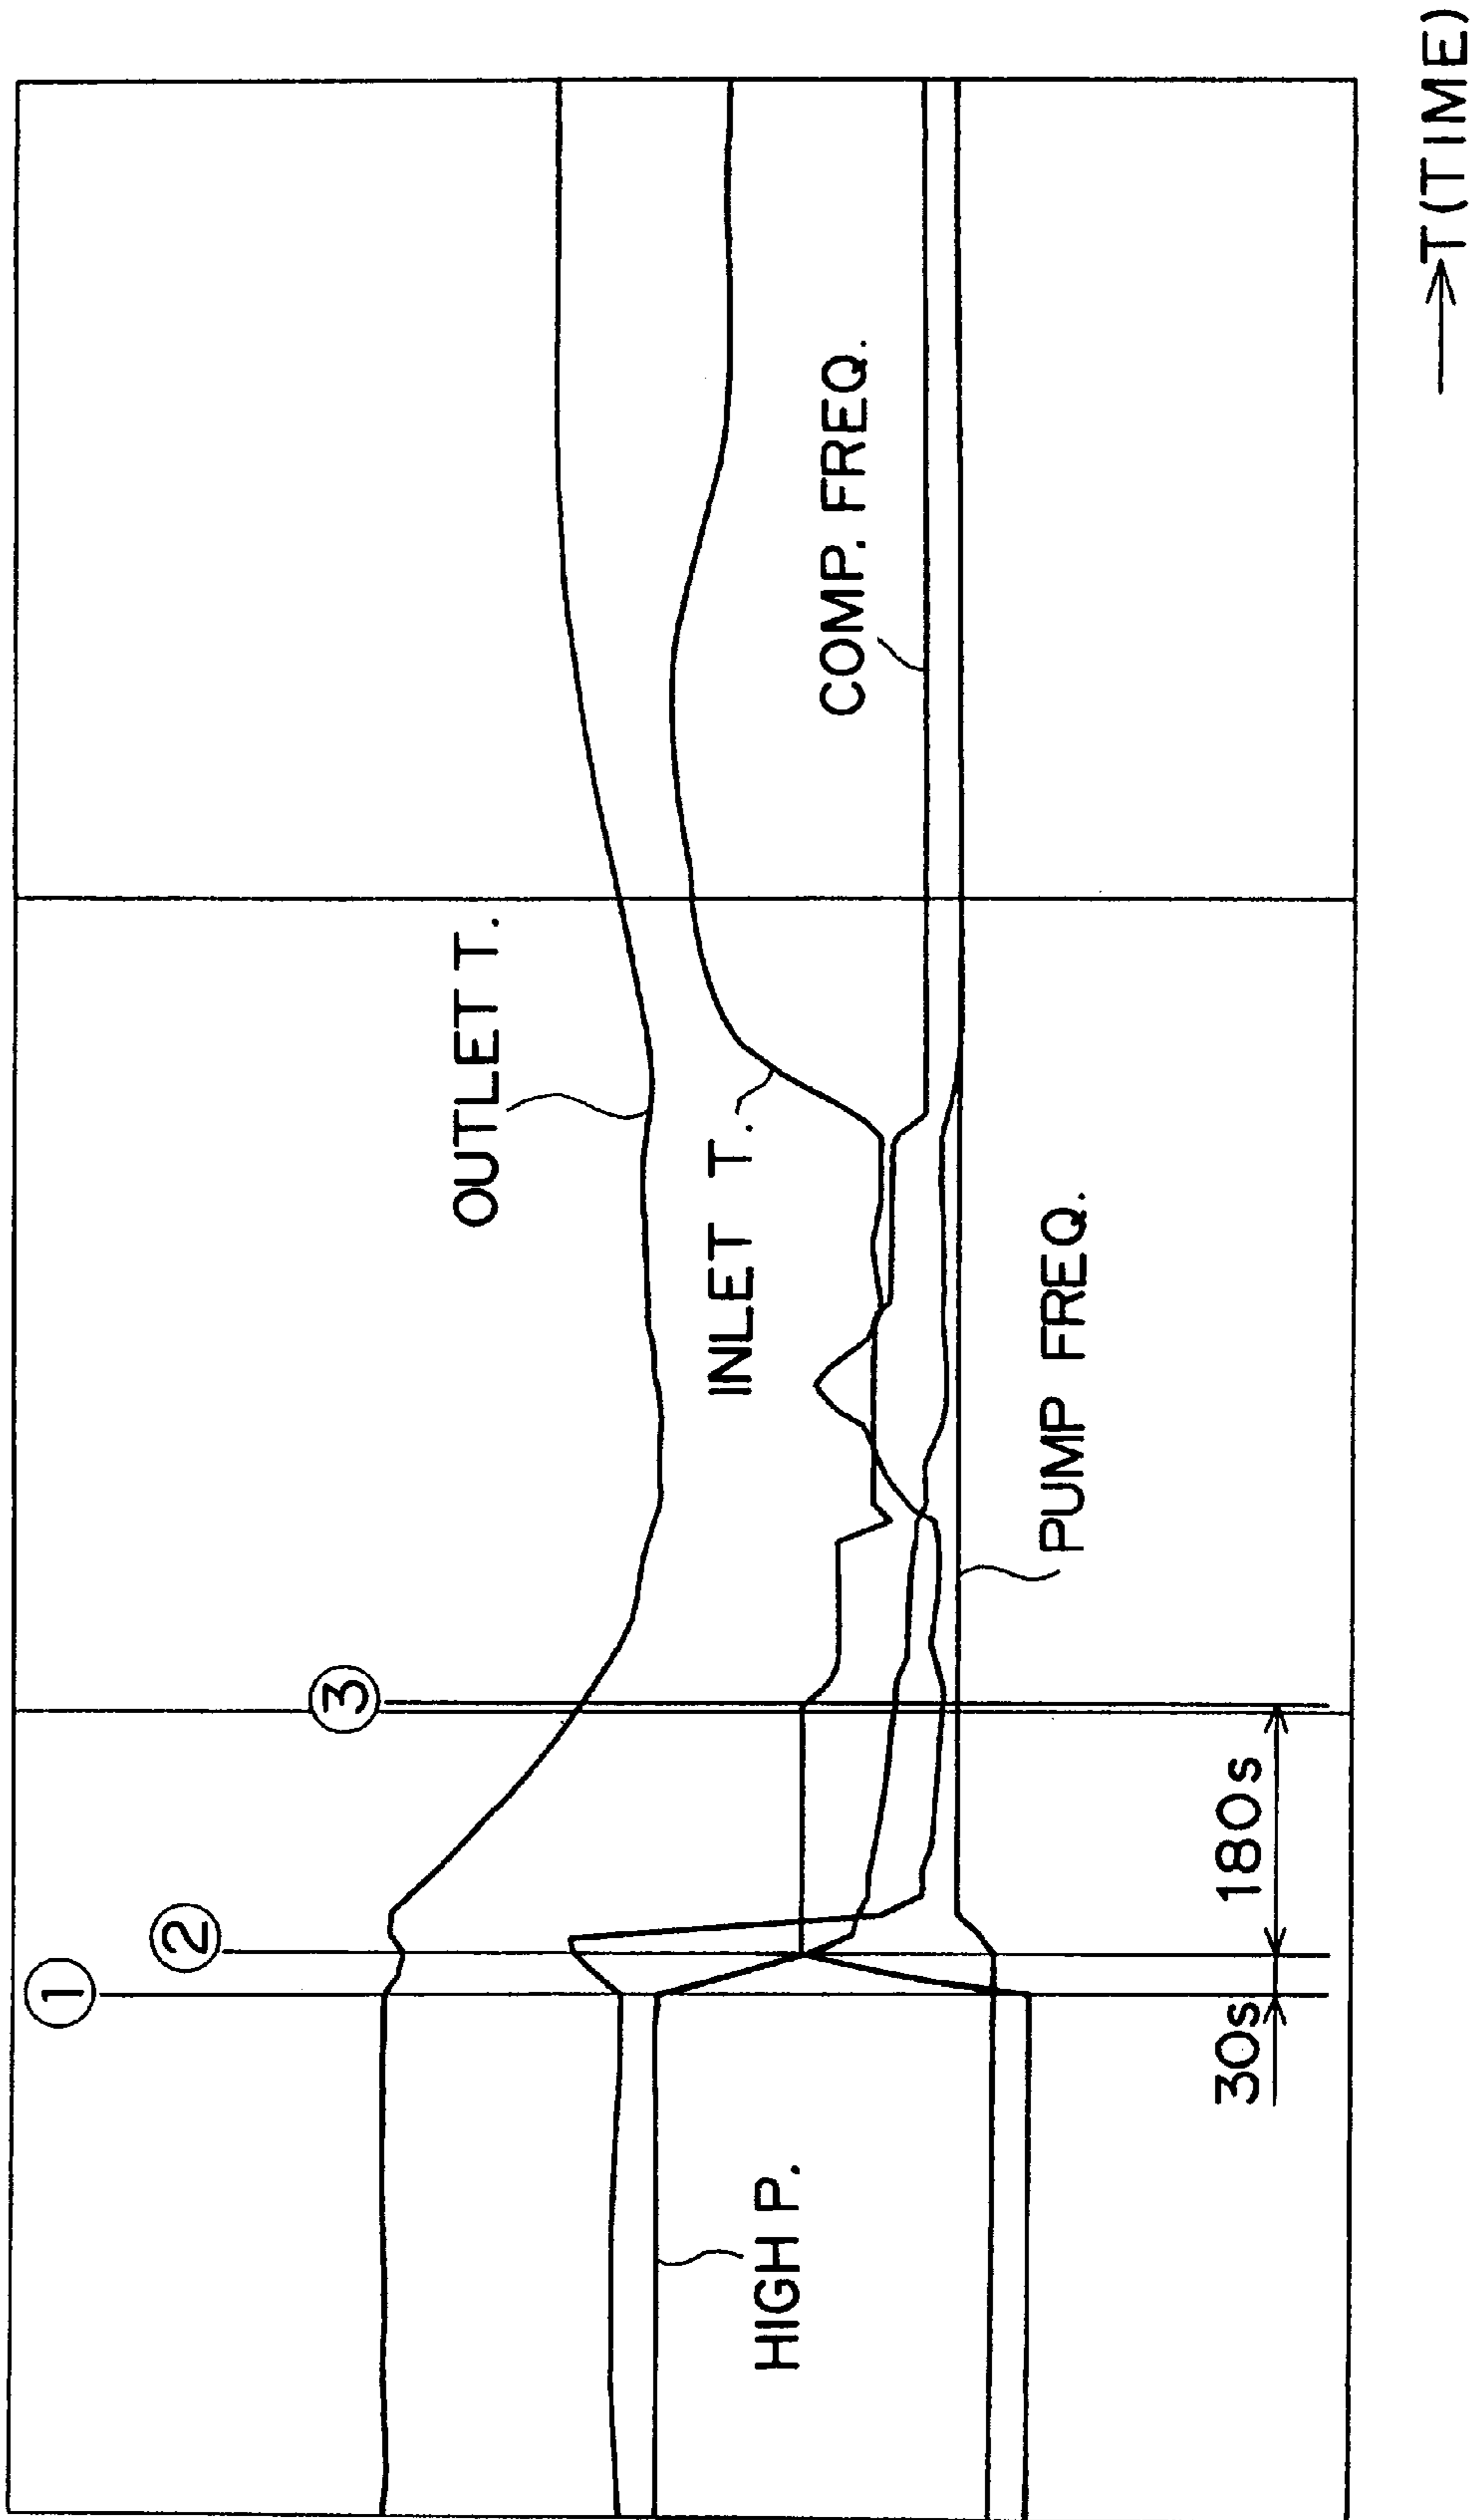 ①
②
③
OUTLET T.
INLET T.
COMP. FREQ.
HIGH P.
PUMP FREQ.
30s
180s
→T(TIME)